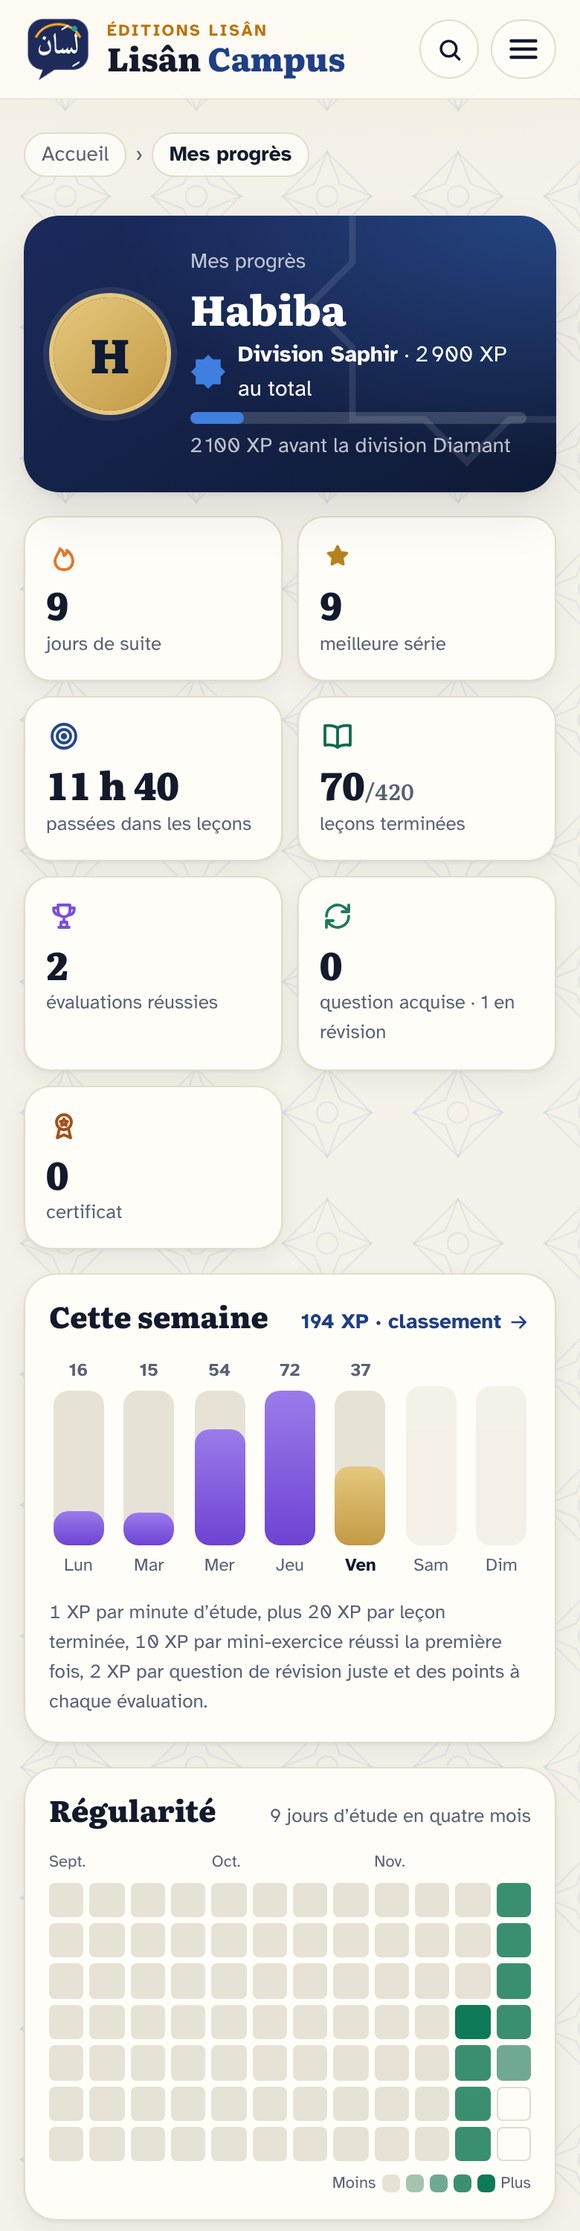 لِسَان
ÉDITIONS LISÂN
Lisân Campus
Accueil › Mes progrès
Mes progrès
H
Habiba
Division Saphir · 2 900 XP
au total
2 100 XP avant la division Diamant
9
jours de suite
9
meilleure série
11 h 40
passées dans les leçons
70/420
leçons terminées
2
évaluations réussies
0
question acquise · 1 en
révision
0
certificat
Cette semaine
194 XP · classement →
16 15 54 72 37
Lun Mar Mer Jeu Ven Sam Dim
1 XP par minute d’étude, plus 20 XP par leçon
terminée, 10 XP par mini-exercice réussi la première
fois, 2 XP par question de révision juste et des points à
chaque évaluation.
Régularité
9 jours d’étude en quatre mois
Sept. Oct. Nov.
Moins Plus